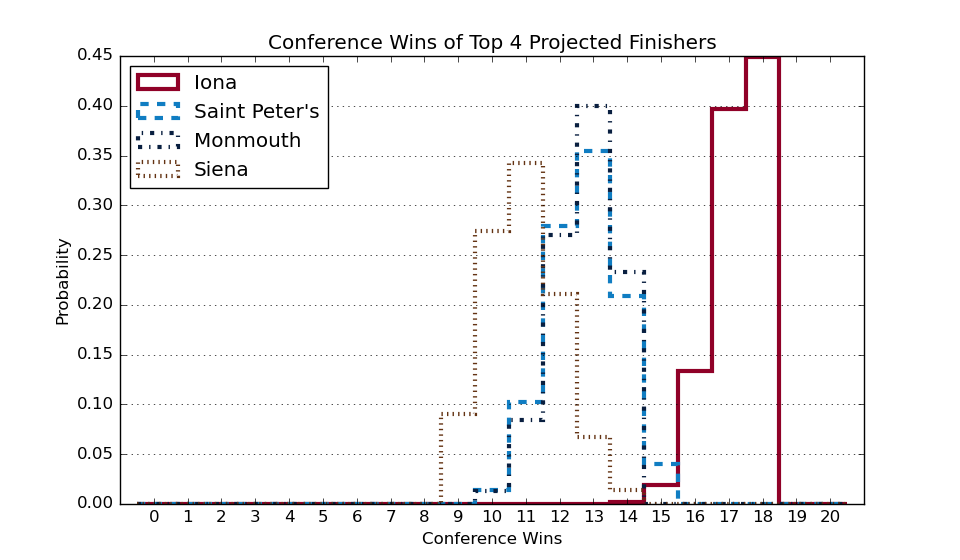 Conference Wins of Top 4 Projected Finishers
0.45
0.40
0.35
0.30
0.25
0.20
0.15
0.10
0.05
0.00
Probability
Iona
Saint Peter's
Monmouth
Siena
0 1 2 3 4 5 6 7 8 9 10 11 12 13 14 15 16 17 18 19 20
Conference Wins